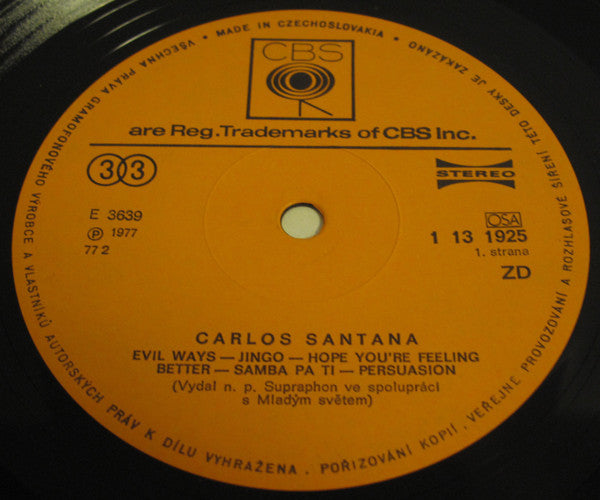 VŠECHNA PRÁVA GRAMOFONOVÉHO VÝROBCE A VLASTNÍKŮ AUTORSKÝCH PRÁV K DÍLU VYHRAŽENA. POŘIZOVÁNÍ KOPIÍ, VEŘEJNÉ PROVOZOVÁNÍ A ROZHLASOVÉ ŠÍŘENÍ TÉTO DESKY JE ZAKÁZÁNO
• MADE IN CZECHOSLOVAKIA •
CBS
are Reg.Trademarks of CBS Inc.
33
STEREO
E 3639
℗ 1977
77 2
OSA
1 13 1925
1. strana
ZD
CARLOS SANTANA
EVIL WAYS — JINGO — HOPE YOU'RE FEELING
BETTER — SAMBA PA TI — PERSUASION
(Vydal n. p. Supraphon ve spolupráci
s Mladým světem)